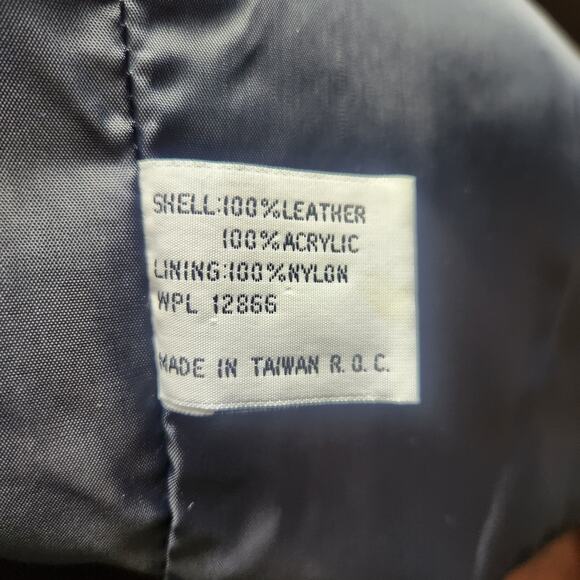 SHELL:100%LEATHER
100%ACRYLIC
LINING:100%NYLON
WPL 12866
MADE IN TAIWAN R.O.C.